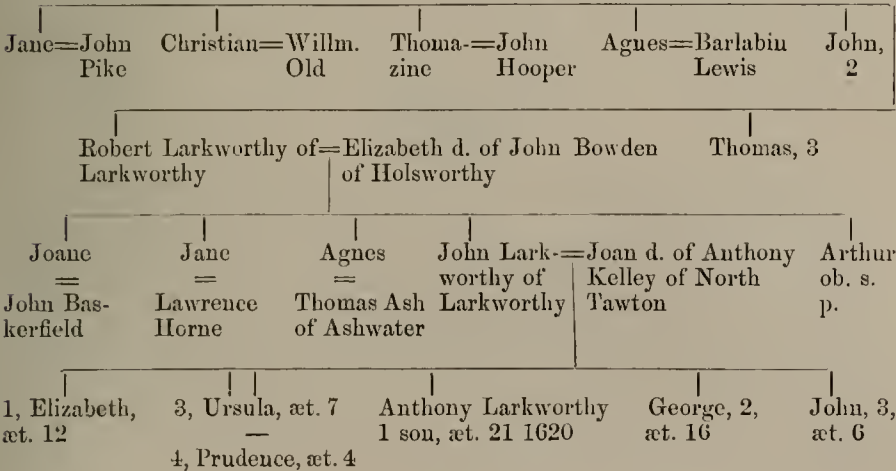 Jane=John Pike Christian=Willm. Old Thoma-zine=John Hooper Agnes=Barlabin Lewis John, 2
Robert Larkworthy of Larkworthy=Elizabeth d. of John Bowden of Holsworthy Thomas, 3
Joane = John Bas-kerfield Jane = Lawrence Horne Agnes = Thomas Ash of Ashwater John Lark-worthy of Larkworthy=Joan d. of Anthony Kelley of North Tawton Arthur ob. s. p.
1, Elizabeth, æt. 12 3, Ursula, æt. 7 — 4, Prudence, æt. 4 Anthony Larkworthy 1 son, æt. 21 1620 George, 2, æt. 16 John, 3, æt. 6